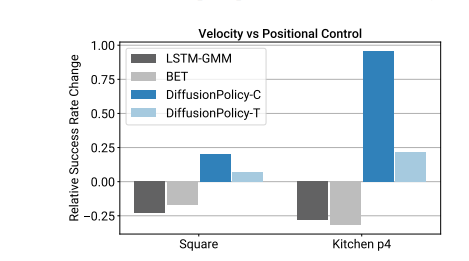 Velocity vs Positional Control
Relative Success Rate Change
1.00
0.75
0.50
0.25
0.00
−0.25
LSTM-GMM
BET
DiffusionPolicy-C
DiffusionPolicy-T
Square
Kitchen p4